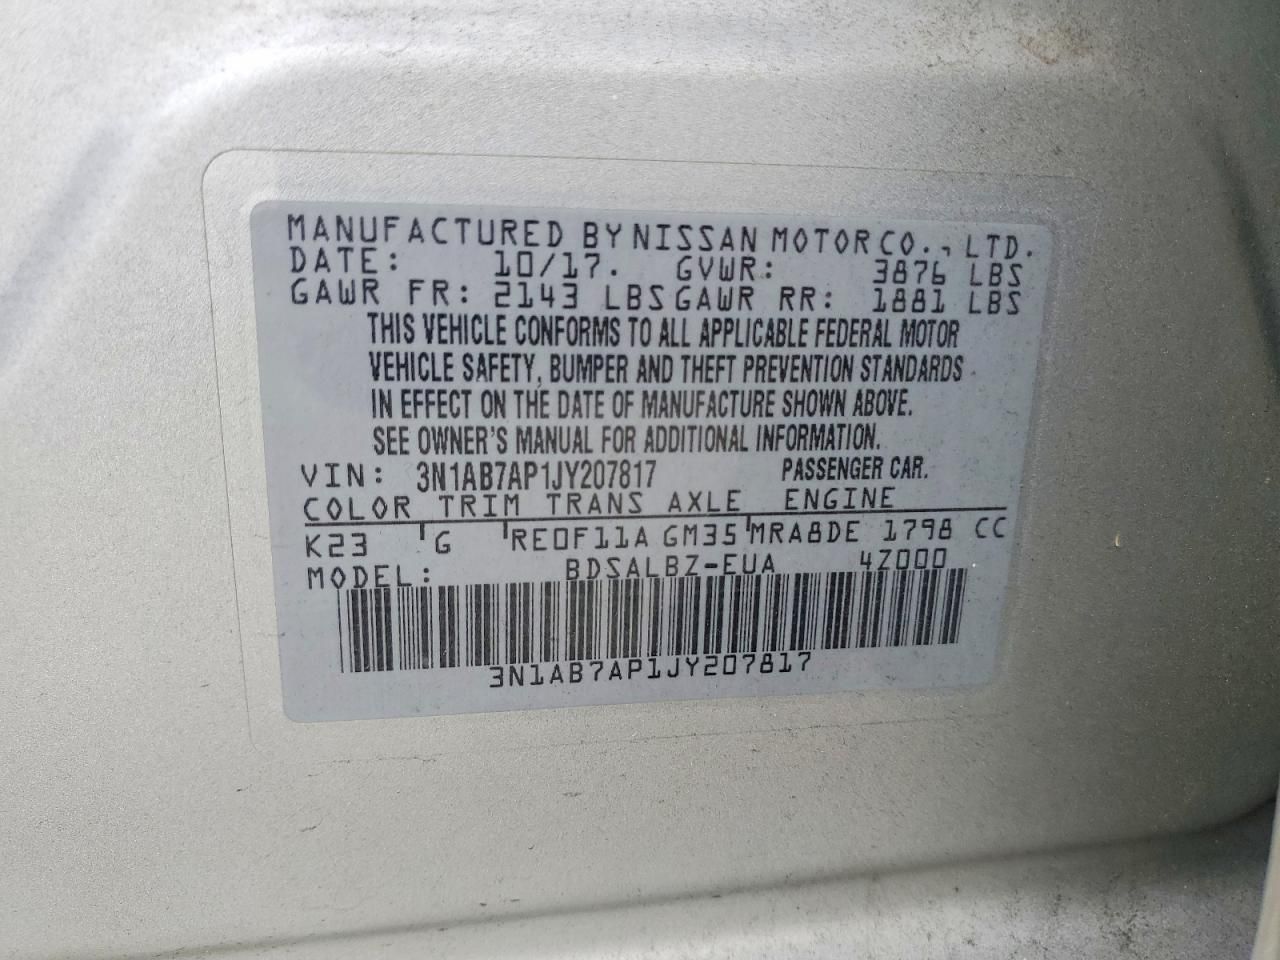 MANUFACTURED BY NISSAN MOTOR CO., LTD.
DATE: 10/17. GVWR: 3876 LBS
GAWR FR: 2143 LBS GAWR RR: 1881 LBS
THIS VEHICLE CONFORMS TO ALL APPLICABLE FEDERAL MOTOR
VEHICLE SAFETY, BUMPER AND THEFT PREVENTION STANDARDS
IN EFFECT ON THE DATE OF MANUFACTURE SHOWN ABOVE.
SEE OWNER'S MANUAL FOR ADDITIONAL INFORMATION.
VIN: 3N1AB7AP1JY207817 PASSENGER CAR.
COLOR TRIM TRANS AXLE ENGINE
K23 G RE0F11A GM35 MRA8DE 1798 CC
MODEL: BDSALBZ-EUA 4Z000
3N1AB7AP1JY207817